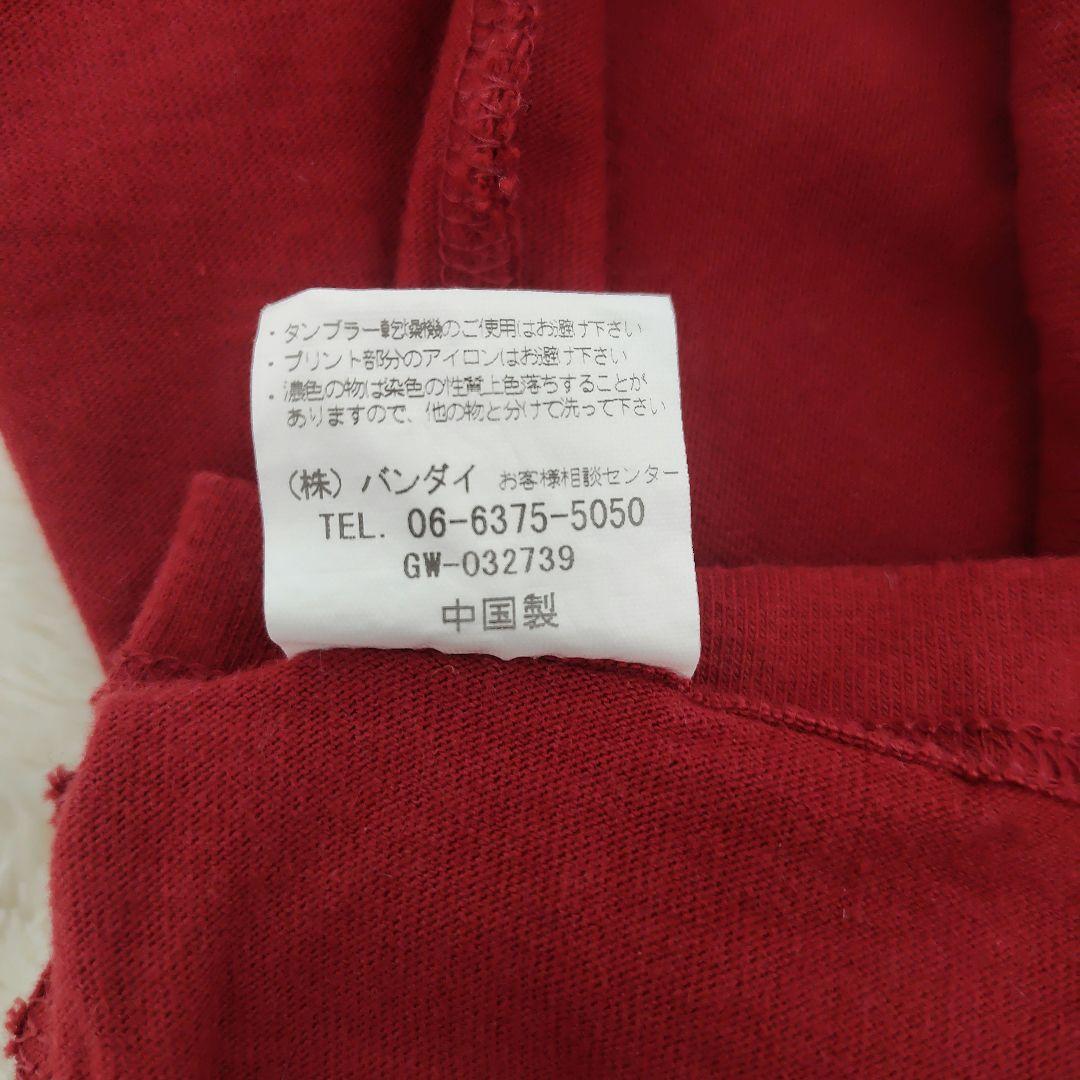 ・タンブラー乾燥機のご使用はお避け下さい
・プリント部分のアイロンはお避け下さい
・濃色の物は染色の性質上色落ちすることが
ありますので、他の物と分けて洗って下さい
(株)バンダイ お客様相談センター
TEL. 06-6375-5050
GW-032739
中国製